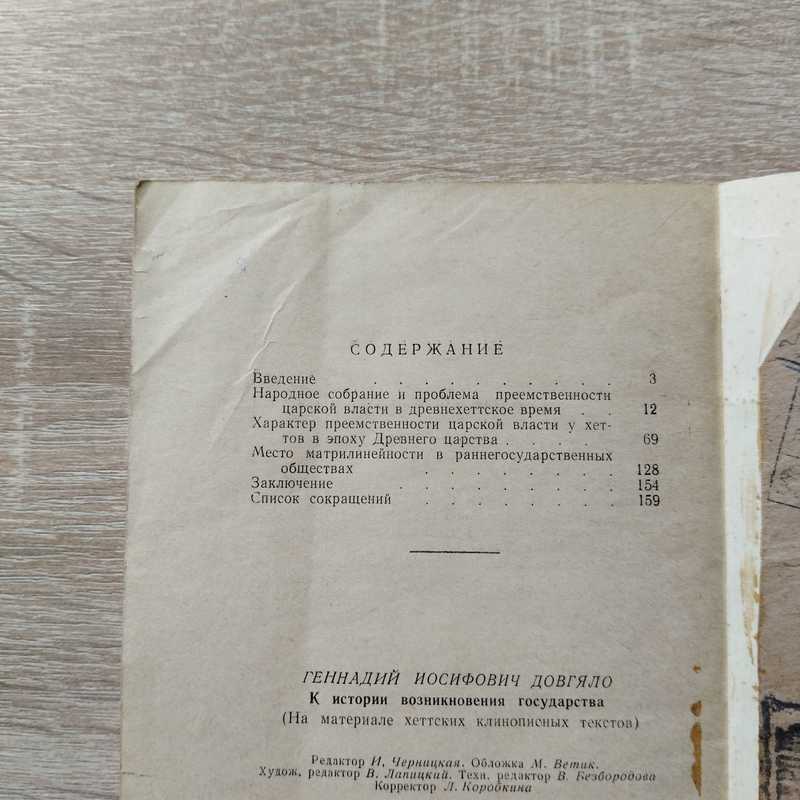 СОДЕРЖАНИЕ
Введение . . . . . . . . . . 3
Народное собрание и проблема преемственности
царской власти в древнехеттское время . . 12
Характер преемственности царской власти у хет-
тов в эпоху Древнего царства . . . . . 69
Место матрилинейности в раннегосударственных
обществах . . . . . . . . 128
Заключение . . . . . . . . . 154
Список сокращений . . . . . . . . 159
ГЕННАДИЙ ИОСИФОВИЧ ДОВГЯЛО
К истории возникновения государства
(На материале хеттских клинописных текстов)
Редактор И. Черницкая. Обложка М. Ветик.
Худож. редактор В. Лапицкий. Техн. редактор В. Безбородова
Корректор Л. Коробкина